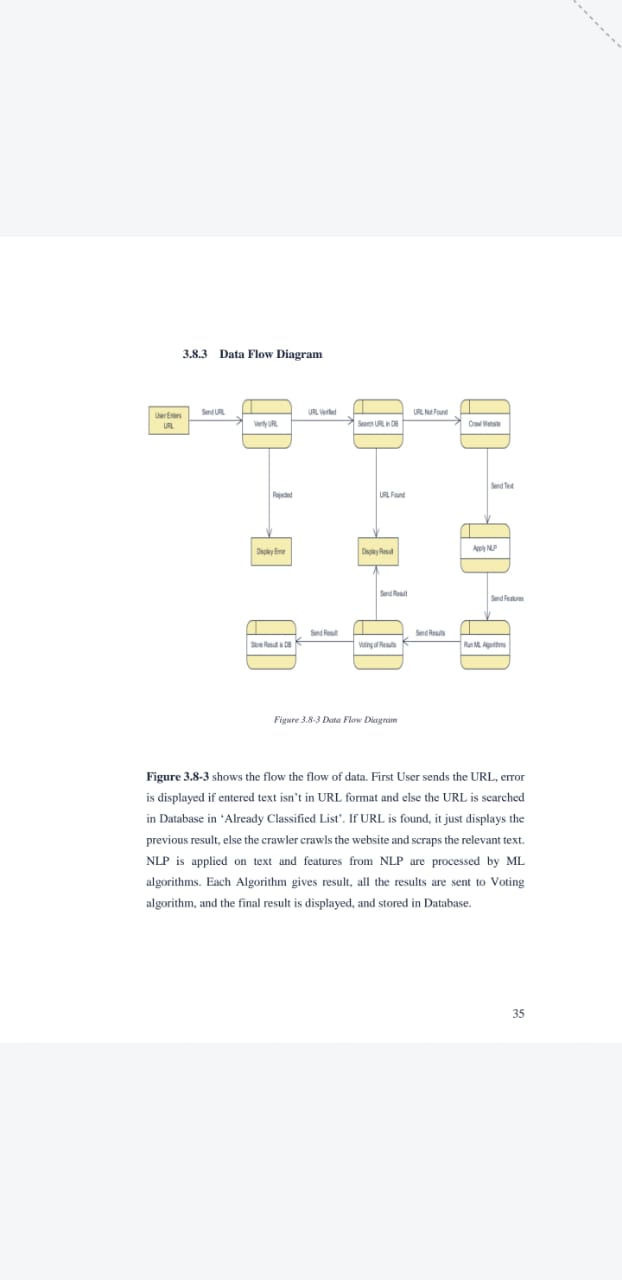 3.8.3 Data Flow Diagram
User Enters
URL
Send URL
Verify URL
URL Verified
Search URL in DB
URL Not Found
Crawl Website
Rejected
URL Found
Send Text
Display Error
Display Result
Apply NLP
Send Result
Send Features
Store Result is DB
Send Result
Voting of Results
Send Results
Run ML Algorithms
Figure 3.8-3 Data Flow Diagram
Figure 3.8-3 shows the flow the flow of data. First User sends the URL, error
is displayed if entered text isn't in URL format and else the URL is searched
in Database in ‘Already Classified List’. If URL is found, it just displays the
previous result, else the crawler crawls the website and scraps the relevant text.
NLP is applied on text and features from NLP are processed by ML
algorithms. Each Algorithm gives result, all the results are sent to Voting
algorithm, and the final result is displayed, and stored in Database.
35